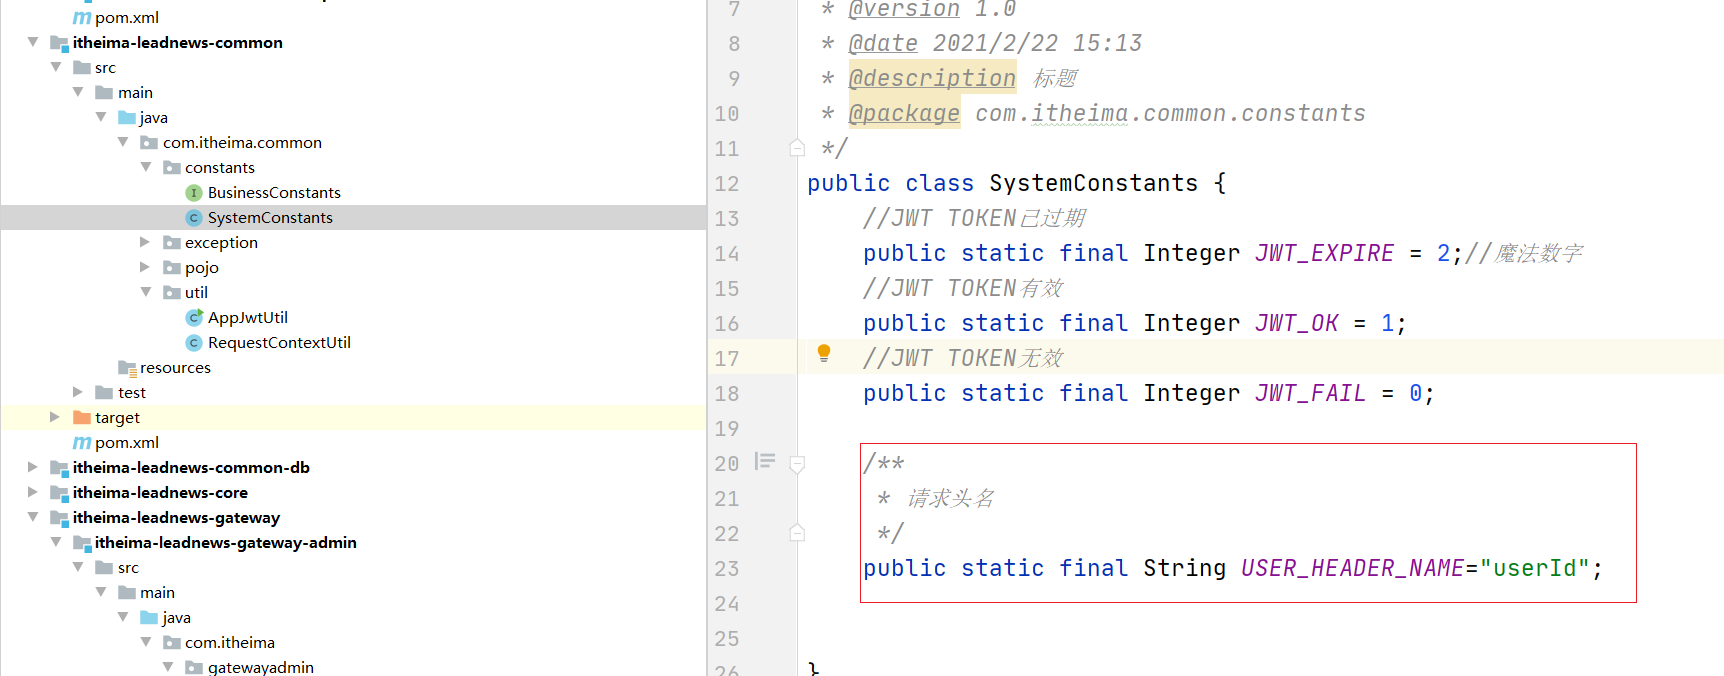 pom.xml
itheima-leadnews-common
src
main
java
com.itheima.common
constants
BusinessConstants
SystemConstants
exception
pojo
util
AppJwtUtil
RequestContextUtil
resources
test
target
pom.xml
itheima-leadnews-common-db
itheima-leadnews-core
itheima-leadnews-gateway
itheima-leadnews-gateway-admin
src
main
java
com.itheima
gatewayadmin
7 * @version 1.0
8 * @date 2021/2/22 15:13
9 * @description 标题
10 * @package com.itheima.common.constants
11 */
12 public class SystemConstants {
13 //JWT TOKEN已过期
14 public static final Integer JWT_EXPIRE = 2;//魔法数字
15 //JWT TOKEN有效
16 public static final Integer JWT_OK = 1;
17 //JWT TOKEN无效
18 public static final Integer JWT_FAIL = 0;
19
20 /**
21 * 请求头名
22 */
23 public static final String USER_HEADER_NAME="userId";
24
25
26 }